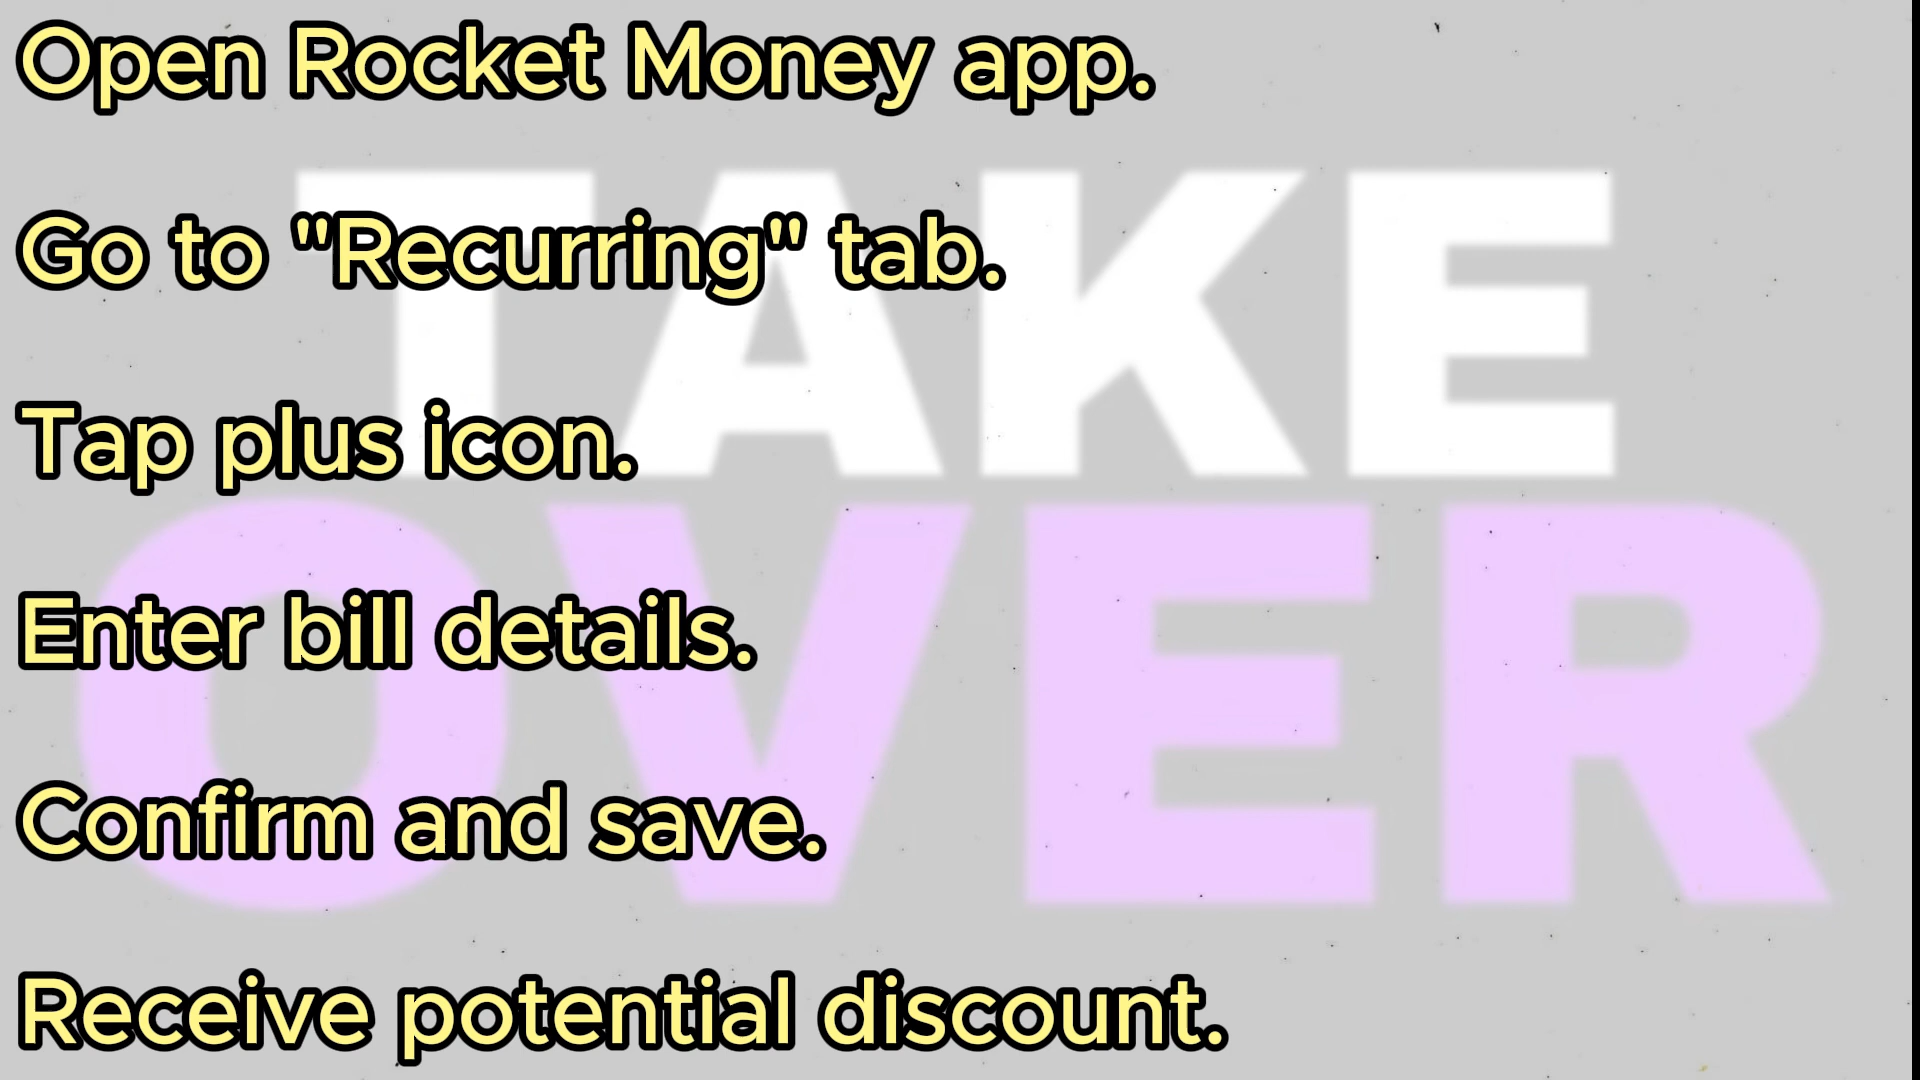 Open Rocket Money app.
TAKE
Go to "Recurring" tab.
Tap plus icon.
OVER
Enter bill details.
Confirm and save.
Receive potential discount.